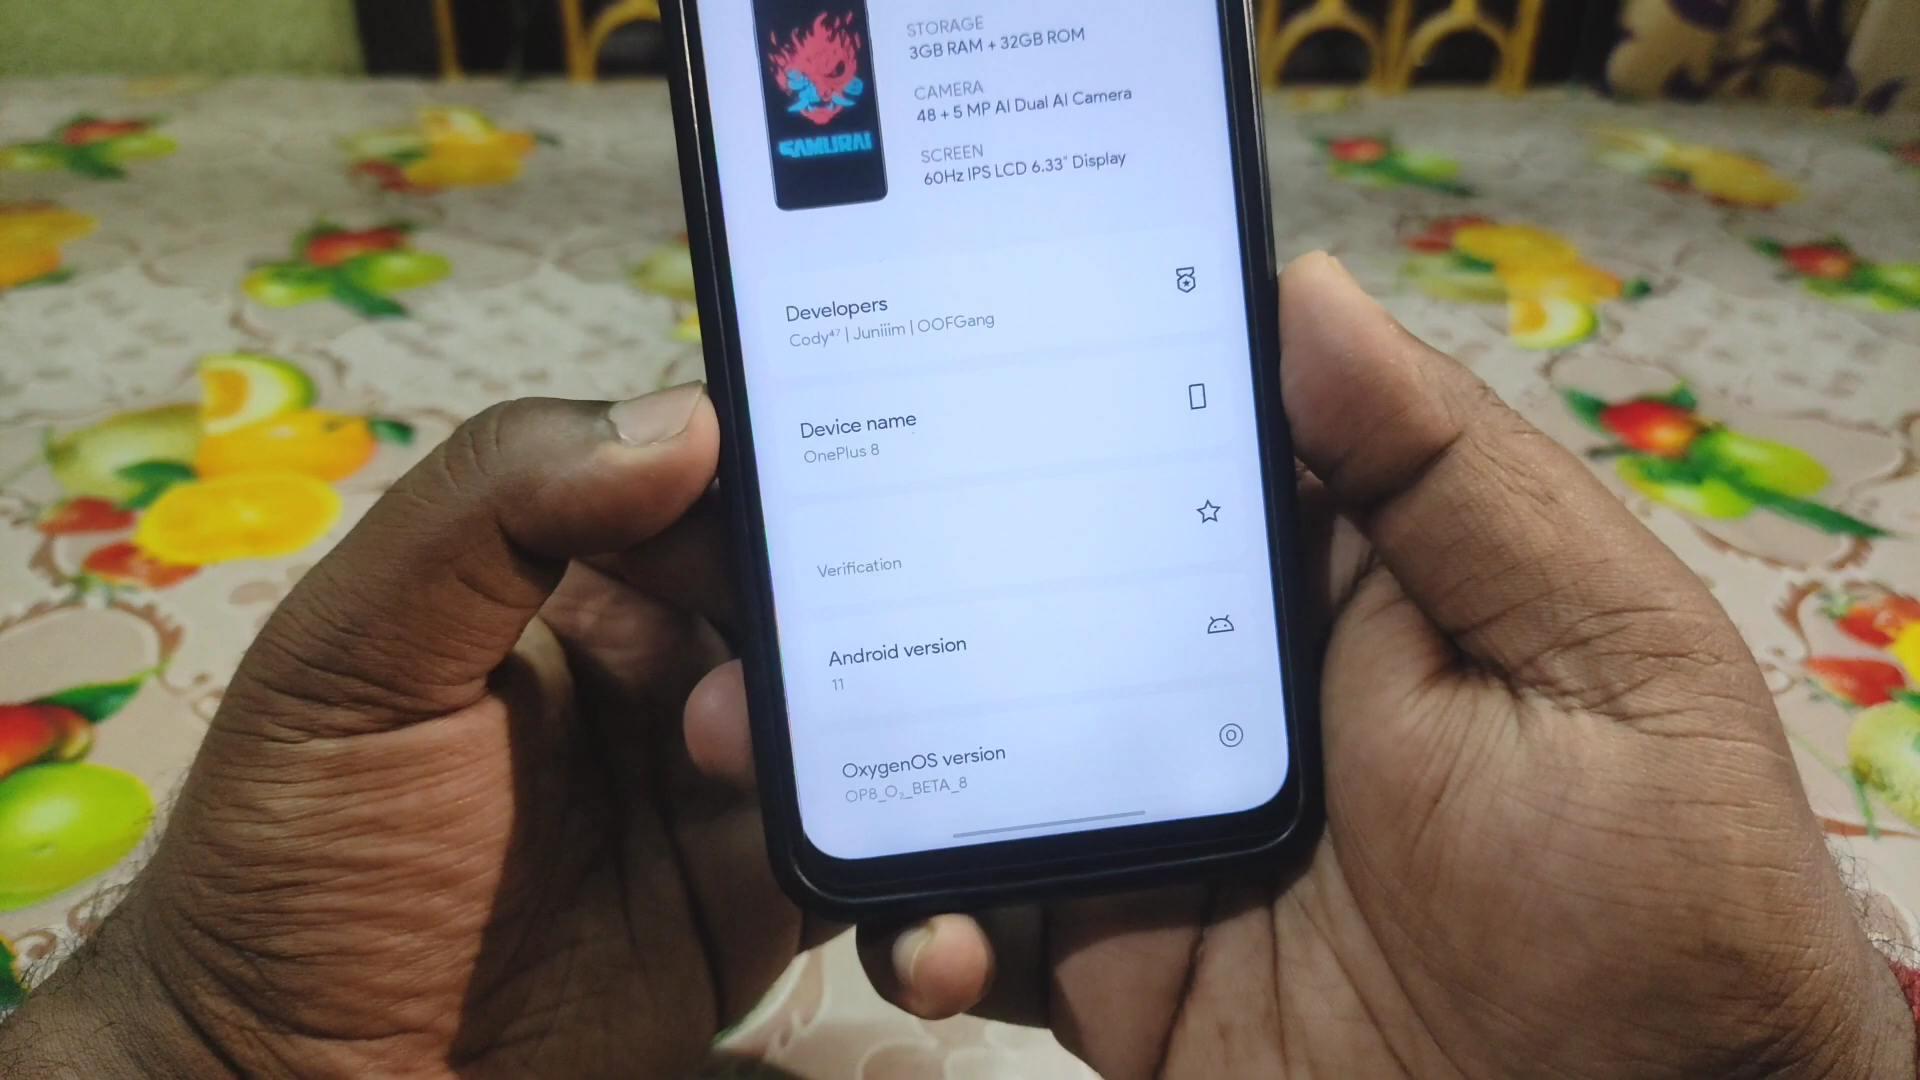 SAMURAI
STORAGE
3GB RAM + 32GB ROM
CAMERA
48 + 5 MP AI Dual AI Camera
SCREEN
60Hz IPS LCD 6.33" Display
Developers
Cody⁴⁷ | Juniiim | OOFGang
Device name
OnePlus 8
Verification
Android version
11
OxygenOS version
OP8_O₂_BETA_8